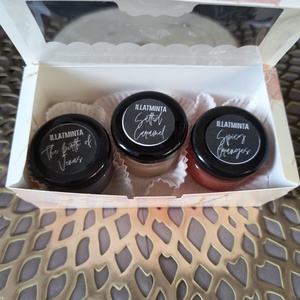 ILLATMINTA
The birth of
Venus
ILLATMINTA
Salted
Caramel
ILLATMINTA
Spicy
Oranges